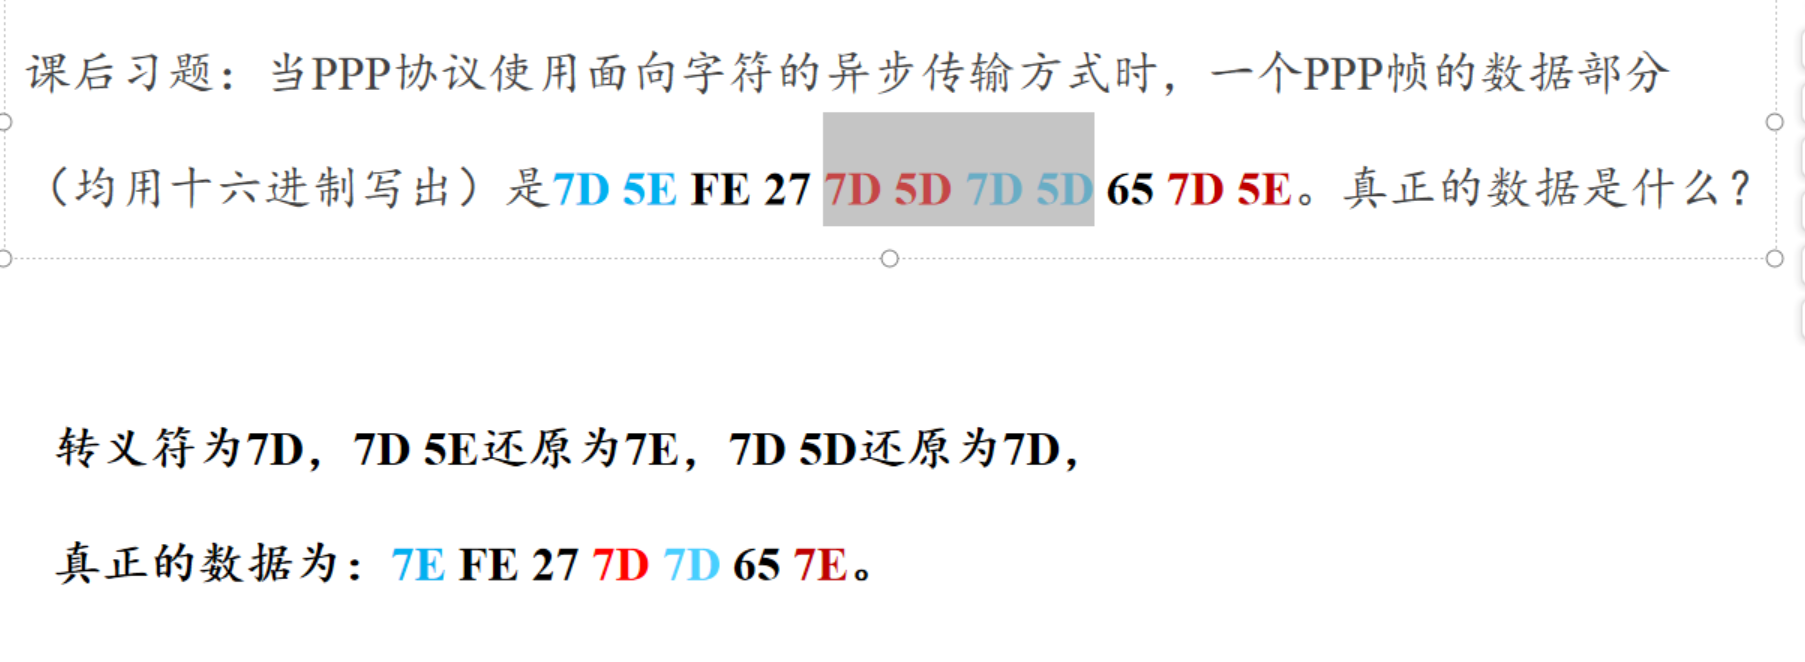 课后习题：当PPP协议使用面向字符的异步传输方式时，一个PPP帧的数据部分
（均用十六进制写出）是7D 5E FE 27 7D 5D 7D 5D 65 7D 5E。真正的数据是什么？
转义符为7D，7D 5E还原为7E，7D 5D还原为7D，
真正的数据为：7E FE 27 7D 7D 65 7E。